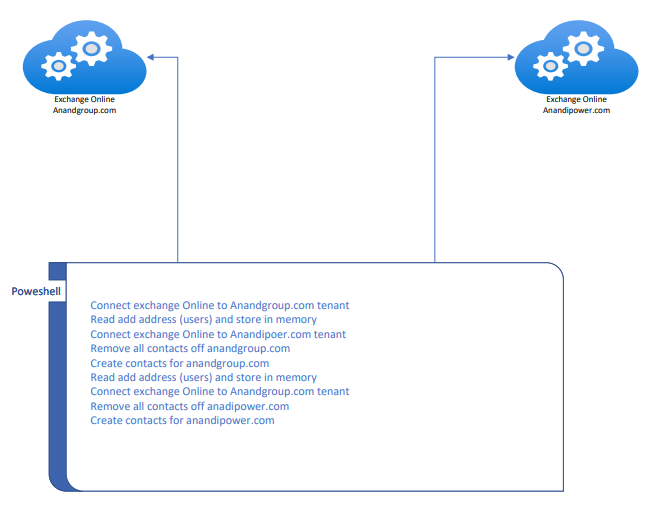 Exchange Online
Anandgroup.com
Exchange Online
Anandipower.com
Poweshell
Connect exchange Online to Anandgroup.com tenant
Read add address (users) and store in memory
Connect exchange Online to Anandipoer.com tenant
Remove all contacts off anandgroup.com
Create contacts for anandgroup.com
Read add address (users) and store in memory
Connect exchange Online to Anandgroup.com tenant
Remove all contacts off anadipower.com
Create contacts for anandipower.com